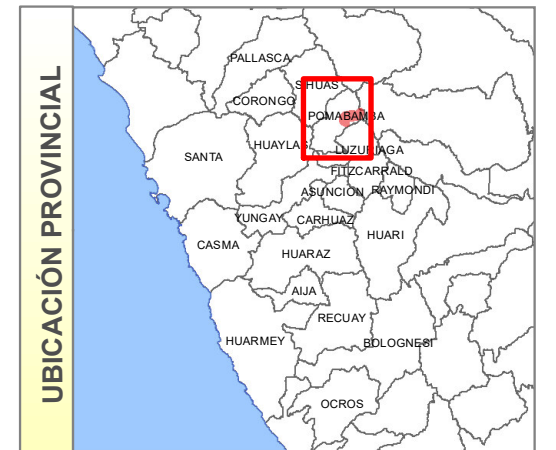 UBICACIÓN PROVINCIAL
PALLASCA
SIHUAS
CORONGO
POMABAMBA
HUAYLAS
LUZURIAGA
SANTA
FITZCARRALD
ASUNCIÓN
RAYMONDI
YUNGAY
CARHUAZ
HUARI
CASMA
HUARAZ
AIJA
RECUAY
HUARMEY
BOLOGNESI
OCROS